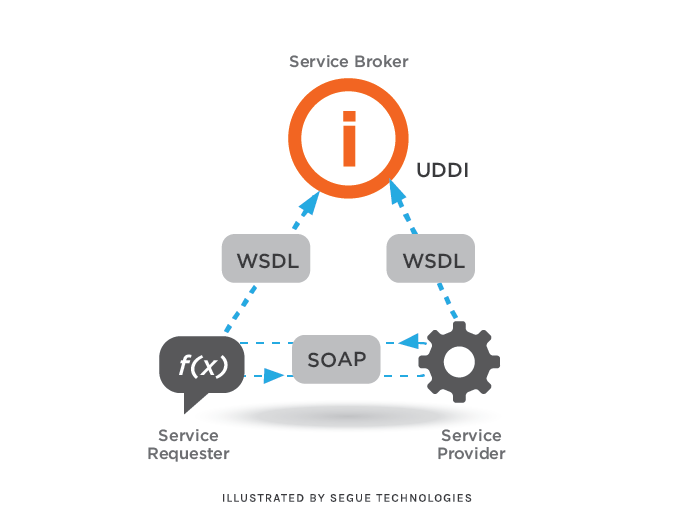 Service Broker
i
UDDI
WSDL
WSDL
f(x)
SOAP
Service
Requester
Service
Provider
ILLUSTRATED BY SEGUE TECHNOLOGIES